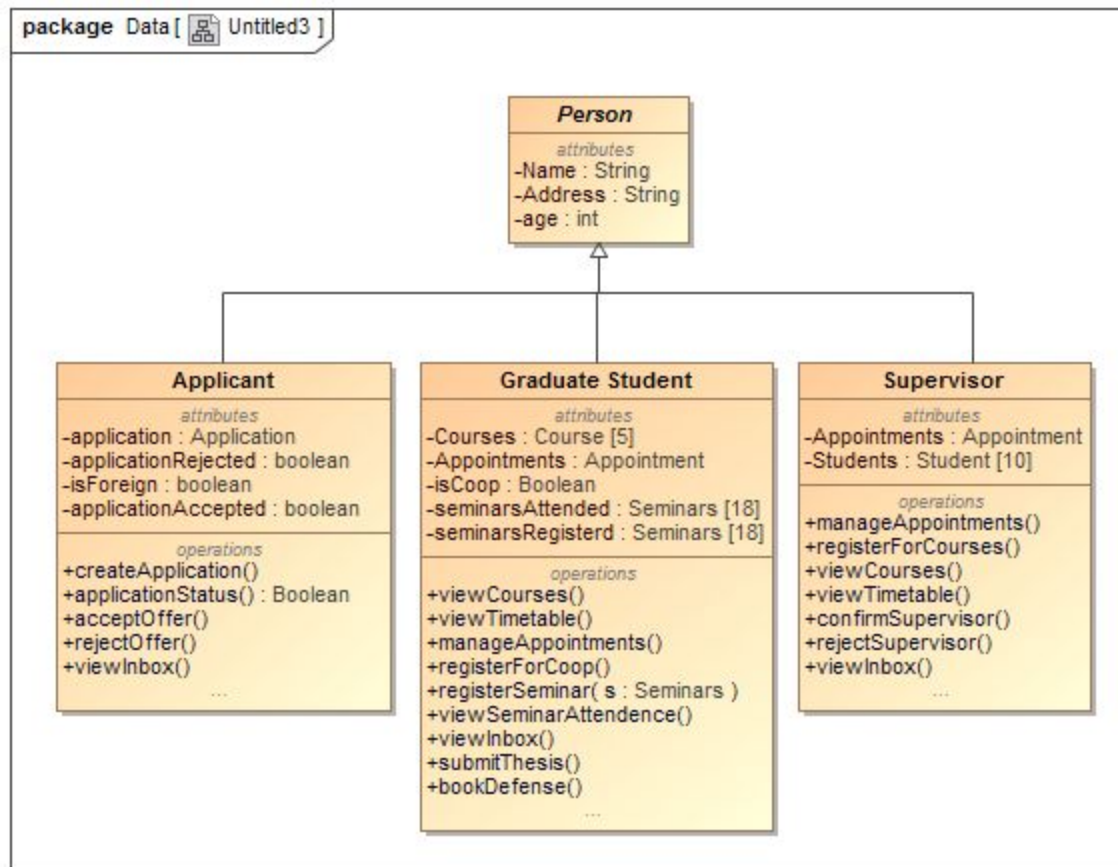 package Data [ Untitled3 ]
Person
attributes
-Name : String
-Address : String
-age : int
Applicant
attributes
-application : Application
-applicationRejected : boolean
-isForeign : boolean
-applicationAccepted : boolean
operations
+createApplication()
+applicationStatus() : Boolean
+acceptOffer()
+rejectOffer()
+viewInbox()
...
Graduate Student
attributes
-Courses : Course [5]
-Appointments : Appointment
-isCoop : Boolean
-seminarsAttended : Seminars [18]
-seminarsRegisterd : Seminars [18]
operations
+viewCourses()
+viewTimetable()
+manageAppointments()
+registerForCoop()
+registerSeminar( s : Seminars )
+viewSeminarAttendence()
+viewInbox()
+submitThesis()
+bookDefense()
...
Supervisor
attributes
-Appointments : Appointment
-Students : Student [10]
operations
+manageAppointments()
+registerForCourses()
+viewCourses()
+viewTimetable()
+confirmSupervisor()
+rejectSupervisor()
+viewInbox()
...